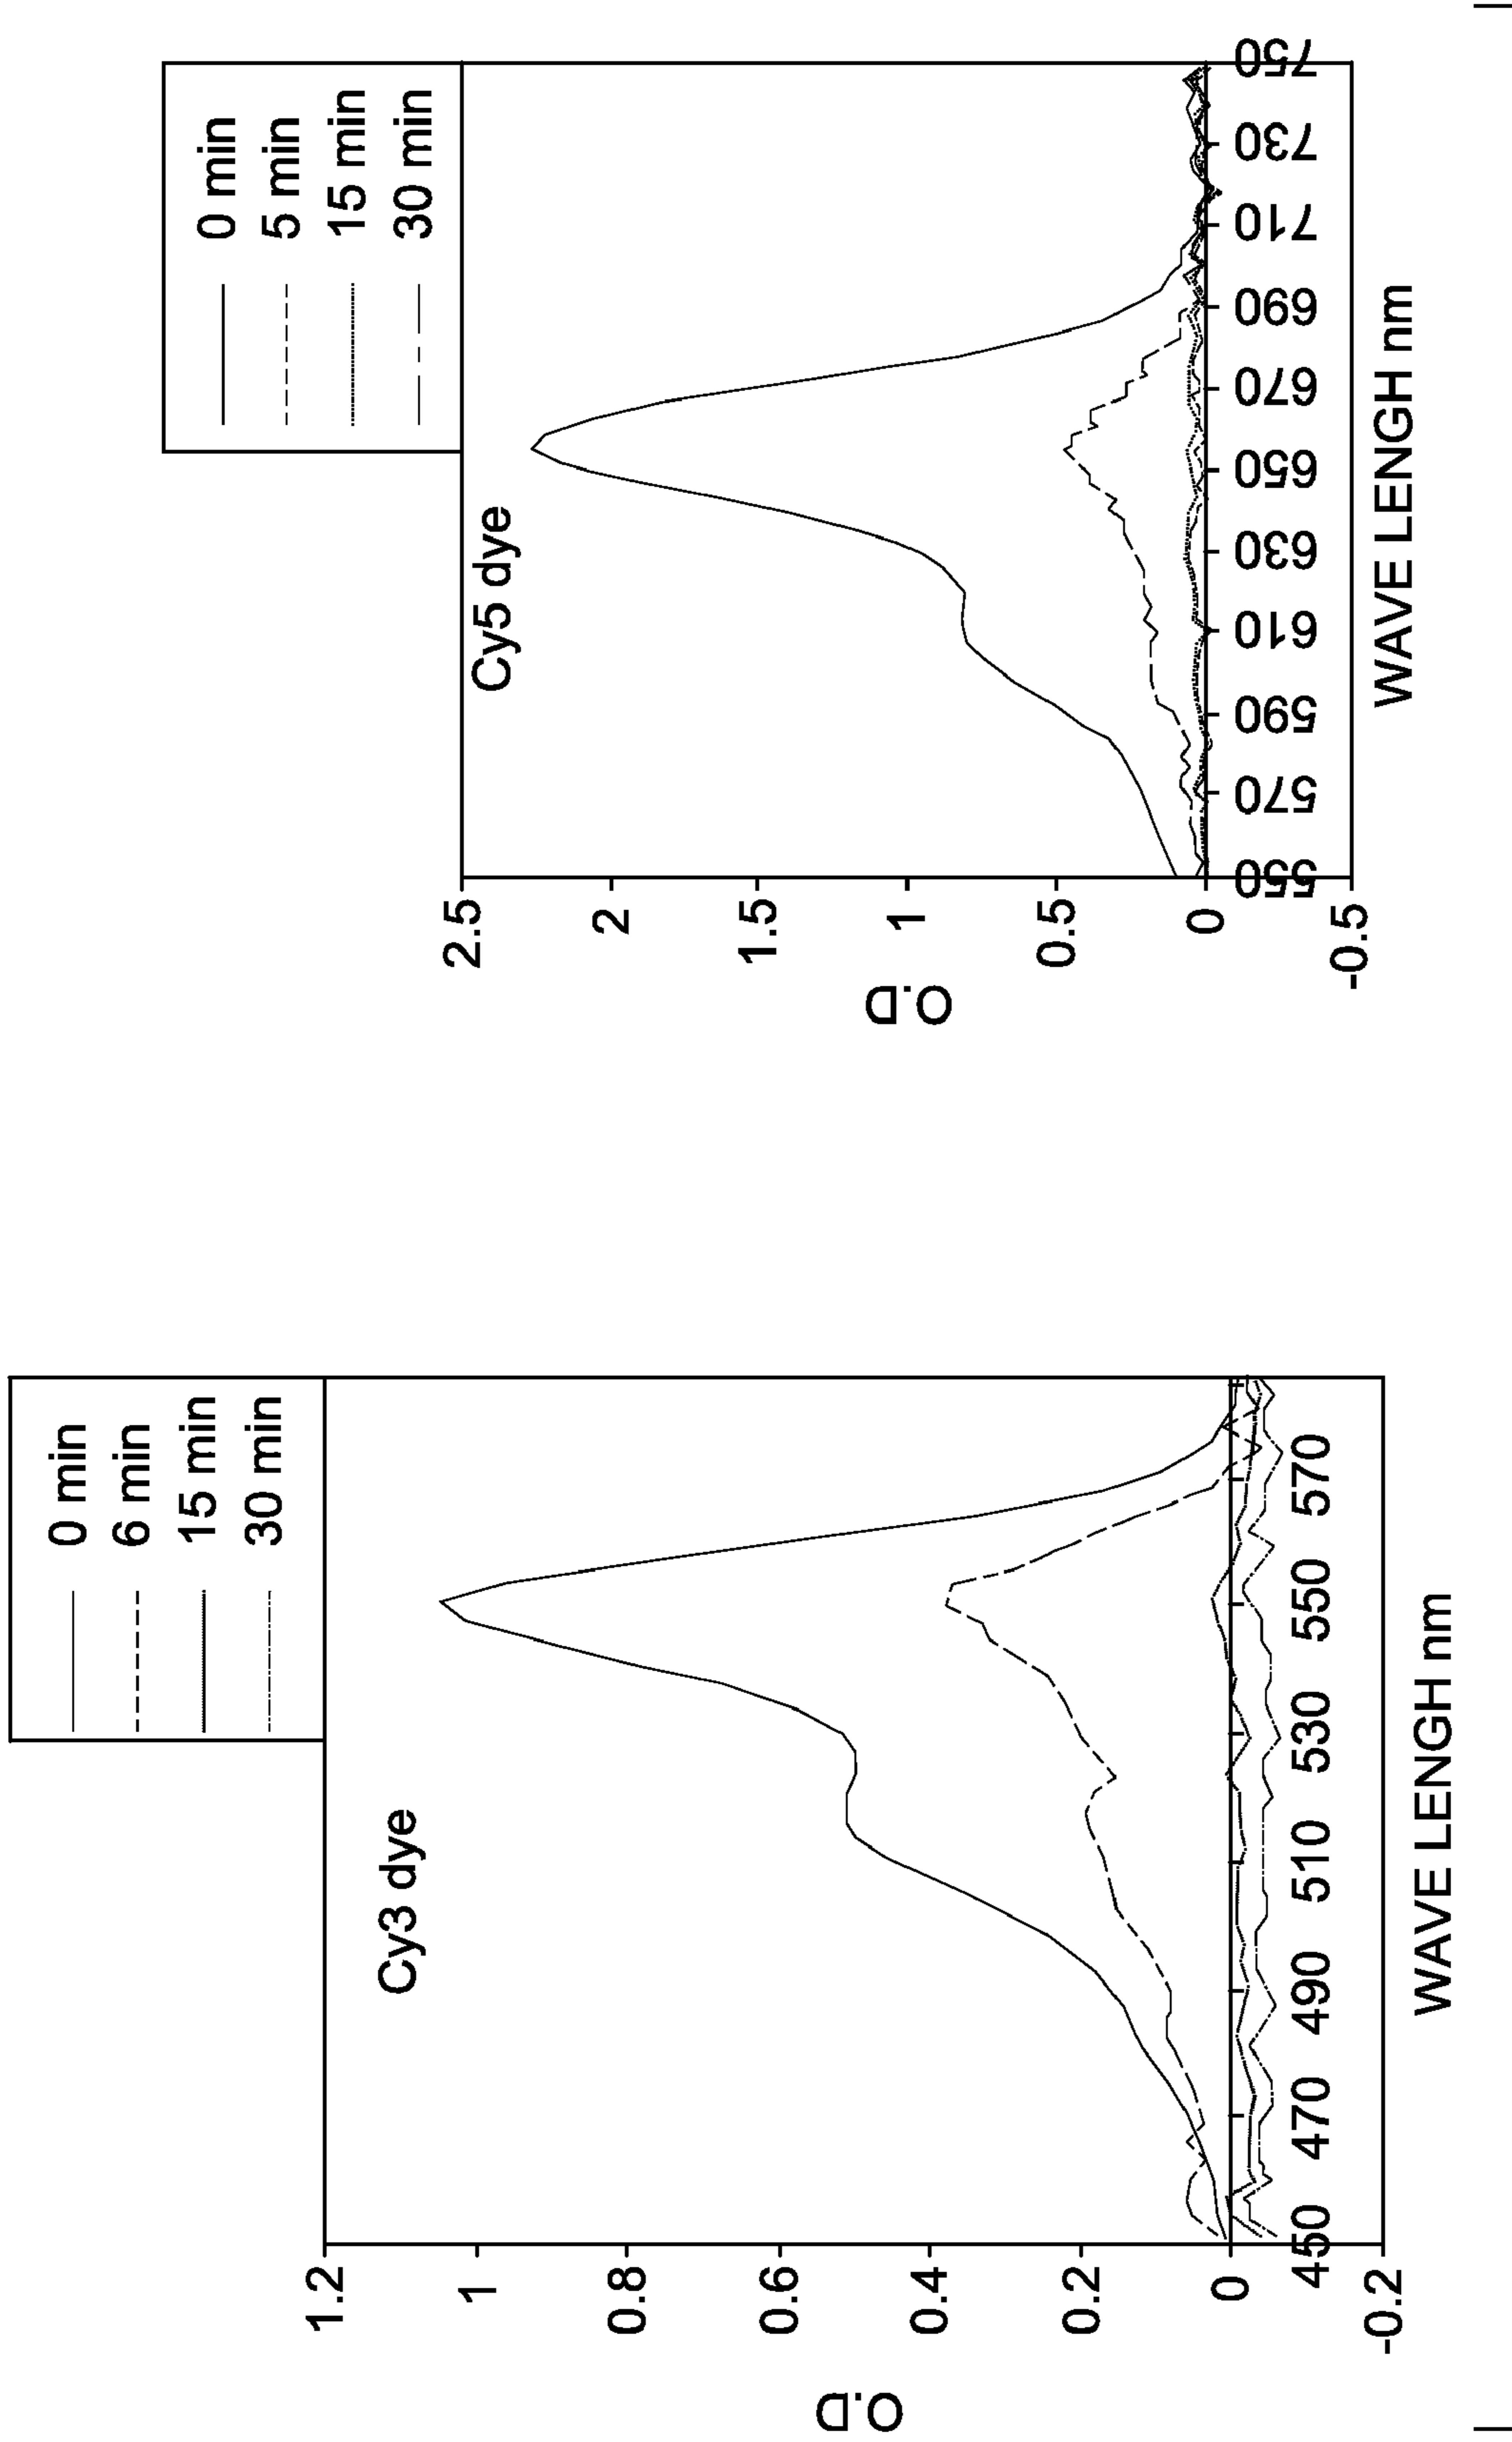 Cy3 dye
0 min
6 min
15 min
30 min
1.2
1
0.8
0.6
0.4
0.2
0
-0.2
O.D
450
470
490
510
530
550
570
WAVE LENGH nm
Cy5 dye
0 min
5 min
15 min
30 min
2.5
2
1.5
1
0.5
0
-0.5
O.D
550
570
590
610
630
650
670
690
710
730
750
WAVE LENGH nm